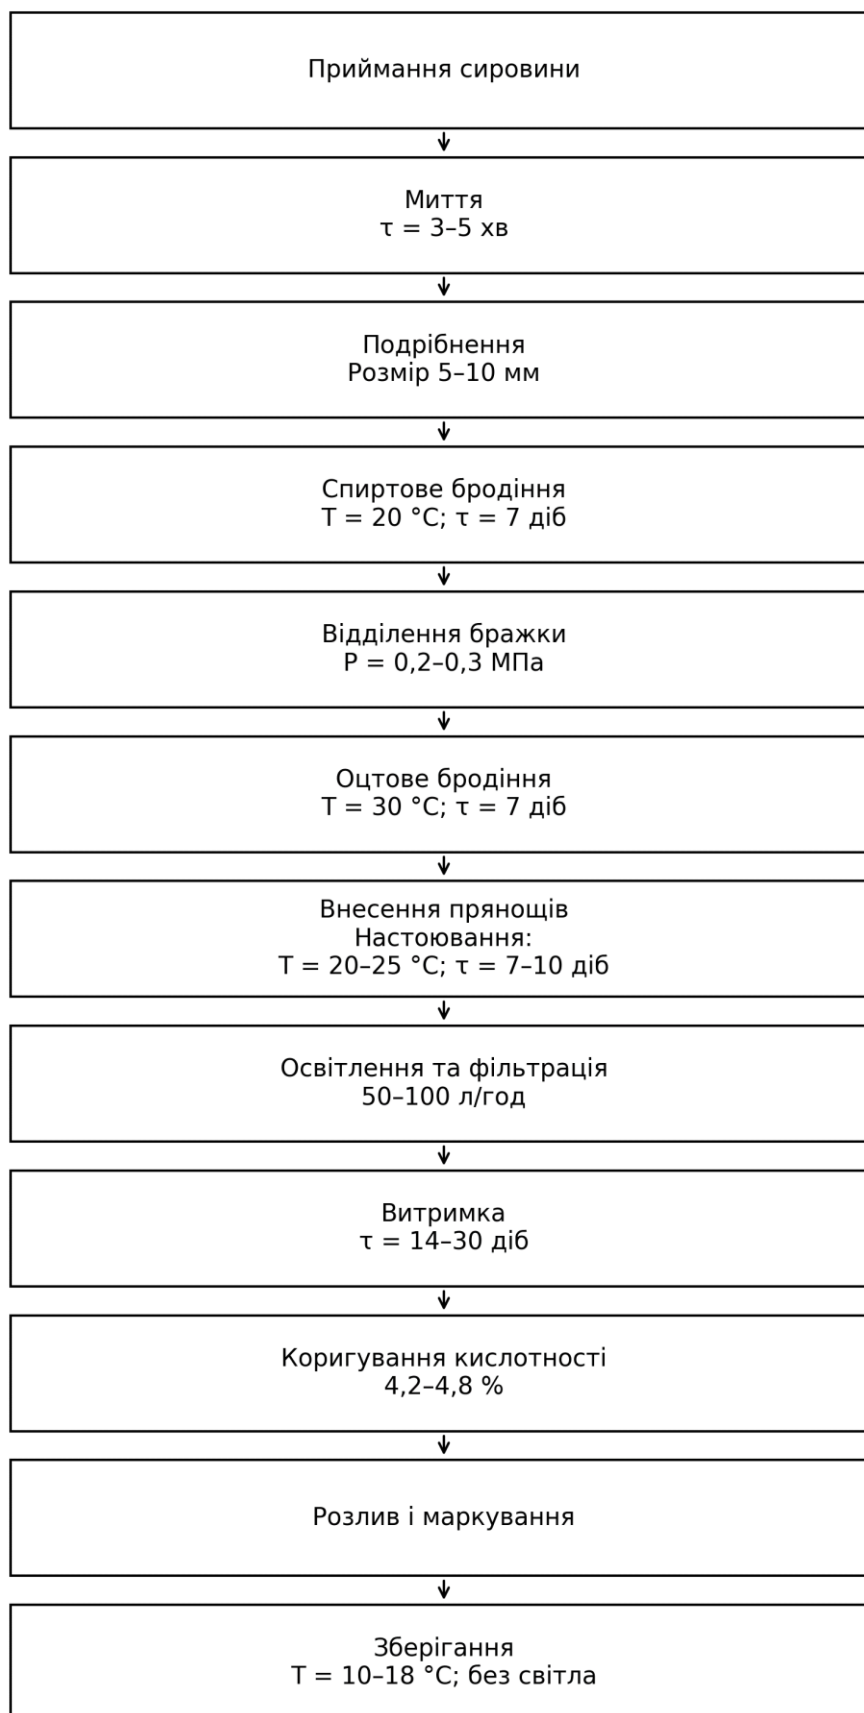 Приймання сировини
Миття
τ = 3–5 хв
Подрібнення
Розмір 5–10 мм
Спиртове бродіння
T = 20 °C; τ = 7 діб
Відділення бражки
P = 0,2–0,3 МПа
Оцтове бродіння
T = 30 °C; τ = 7 діб
Внесення прянощів
Настоювання:
T = 20–25 °C; τ = 7–10 діб
Освітлення та фільтрація
50–100 л/год
Витримка
τ = 14–30 діб
Коригування кислотності
4,2–4,8 %
Розлив і маркування
Зберігання
T = 10–18 °C; без світла